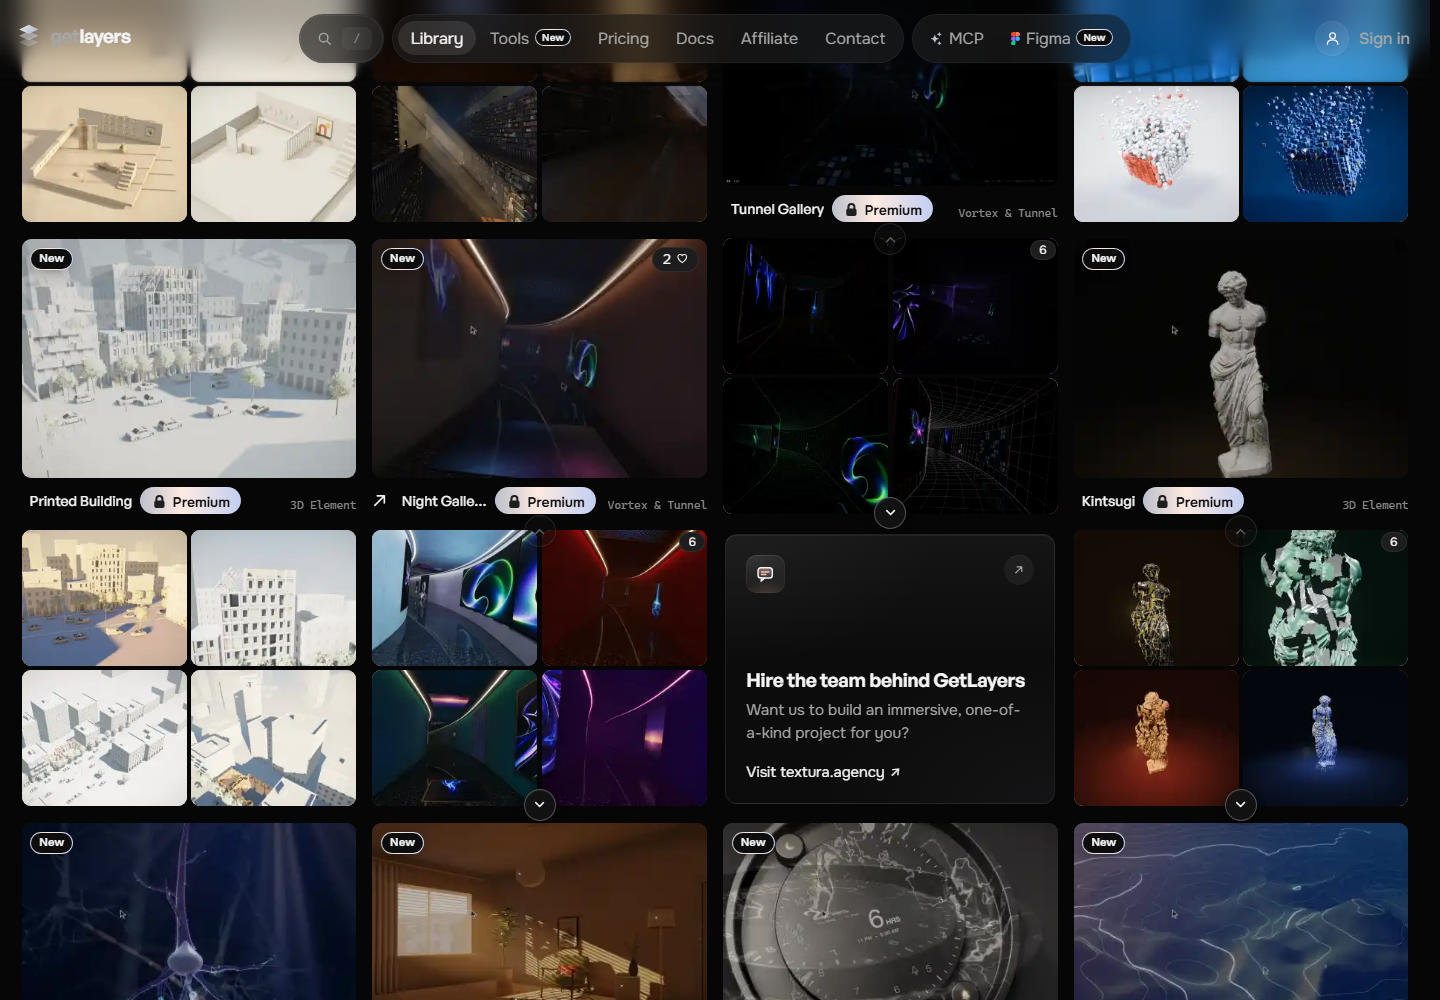 getlayers
/
Library
Tools New
Pricing
Docs
Affiliate
Contact
MCP
Figma New
Sign in
Tunnel Gallery
Premium
Vortex & Tunnel
New
New
2
6
New
Printed Building
Premium
3D Element
Night Galle...
Premium
Vortex & Tunnel
Kintsugi
Premium
3D Element
6
6
Hire the team behind GetLayers
Want us to build an immersive, one-of-
a-kind project for you?
Visit textura.agency
New
New
New
New
6 HRS